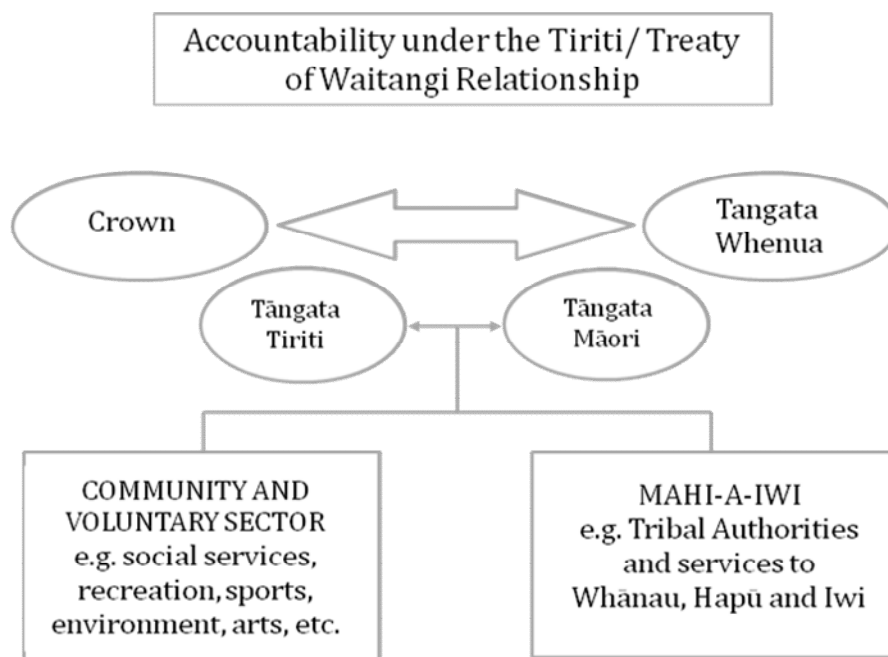 Accountability under the Tiriti/ Treaty
of Waitangi Relationship
Crown
Tangata
Whenua
Tāngata
Tiriti
Tāngata
Māori
COMMUNITY AND
VOLUNTARY SECTOR
e.g. social services,
recreation, sports,
environment, arts, etc.
MAHI-A-IWI
e.g. Tribal Authorities
and services to
Whānau, Hapū and Iwi